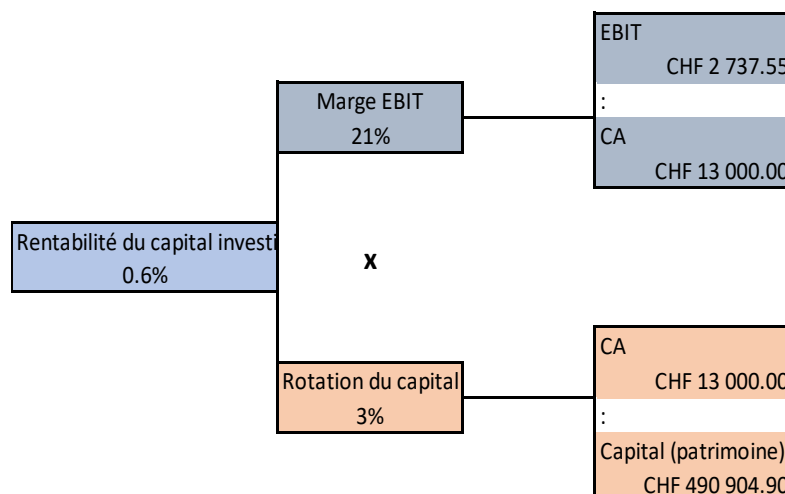 EBIT
CHF 2 737.55
:
CA
CHF 13 000.00
Marge EBIT
21%
Rentabilité du capital investi
0.6%
x
Rotation du capital
3%
CA
CHF 13 000.00
:
Capital (patrimoine)
CHF 490 904.90